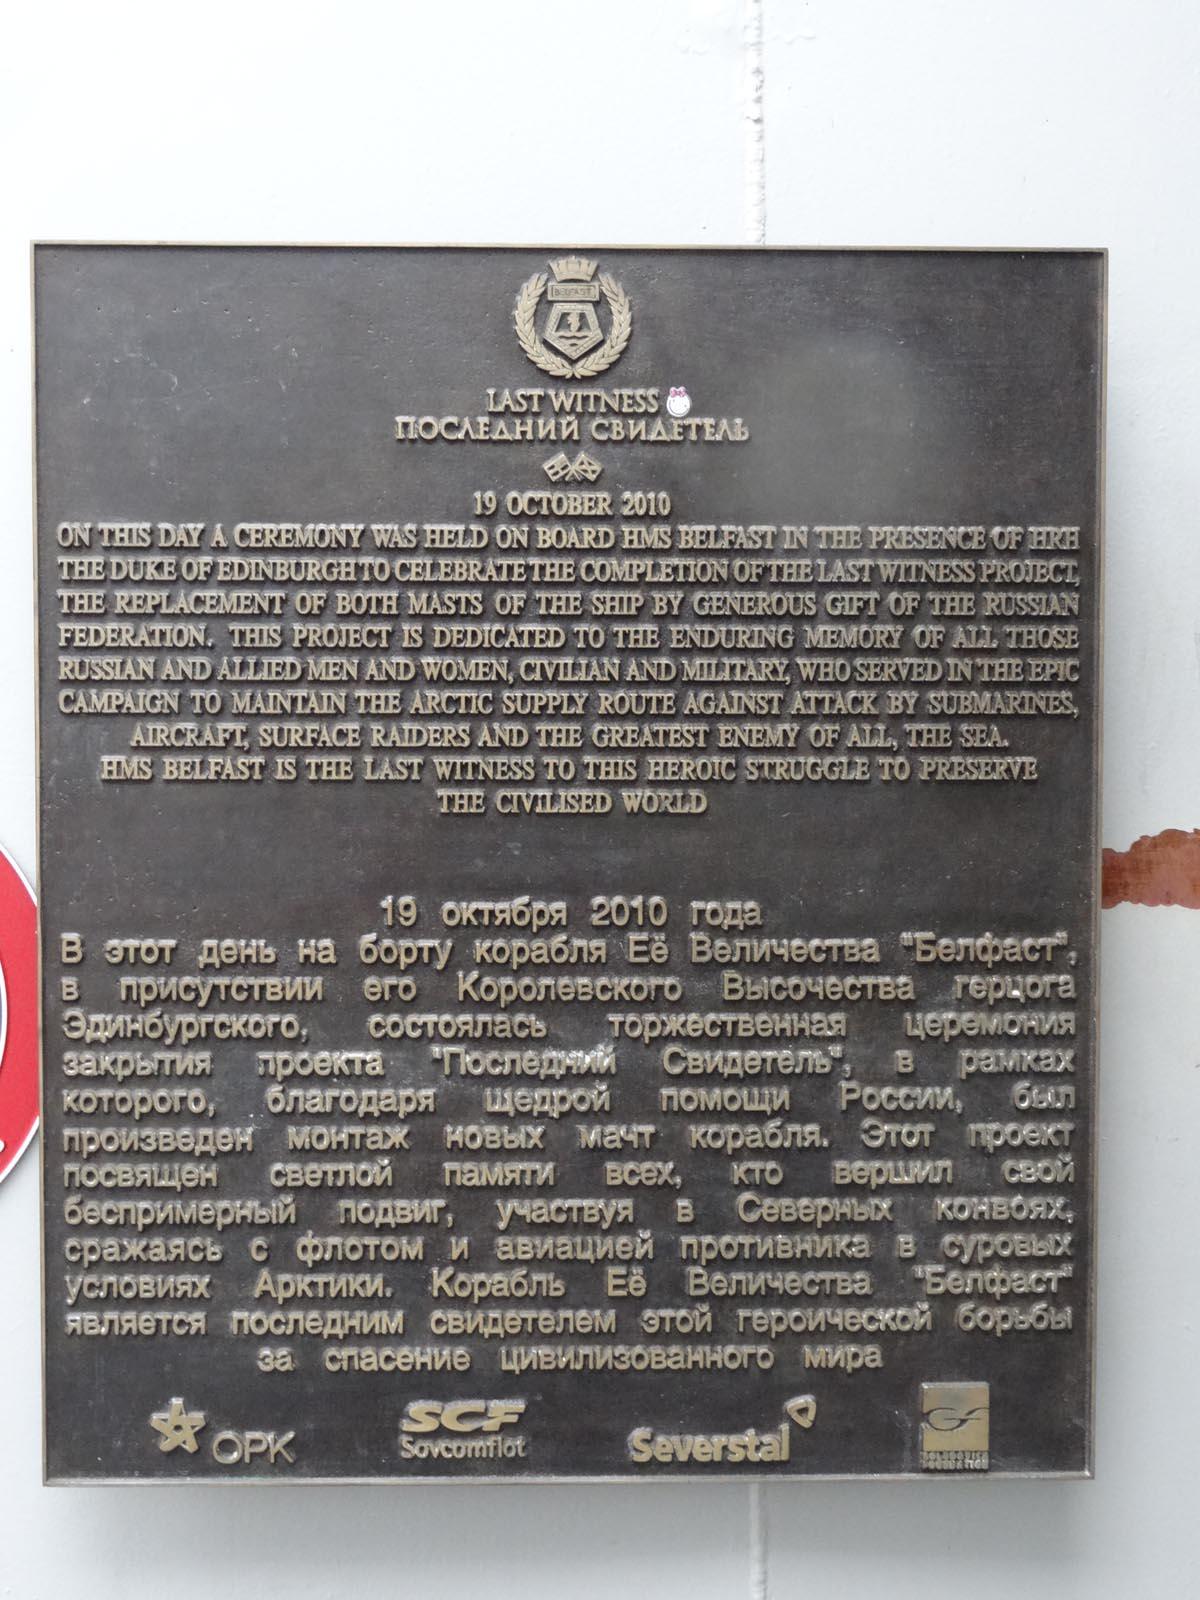 BELFAST
LAST WITNESS
ПОСЛЕДНИЙ СВИДЕТЕЛЬ
19 OCTOBER 2010
ON THIS DAY A CEREMONY WAS HELD ON BOARD HMS BELFAST IN THE PRESENCE OF HRH
THE DUKE OF EDINBURGH TO CELEBRATE THE COMPLETION OF THE LAST WITNESS PROJECT,
THE REPLACEMENT OF BOTH MASTS OF THE SHIP BY GENEROUS GIFT OF THE RUSSIAN
FEDERATION. THIS PROJECT IS DEDICATED TO THE ENDURING MEMORY OF ALL THOSE
RUSSIAN AND ALLIED MEN AND WOMEN, CIVILIAN AND MILITARY, WHO SERVED IN THE EPIC
CAMPAIGN TO MAINTAIN THE ARCTIC SUPPLY ROUTE AGAINST ATTACK BY SUBMARINES,
AIRCRAFT, SURFACE RAIDERS AND THE GREATEST ENEMY OF ALL, THE SEA.
HMS BELFAST IS THE LAST WITNESS TO THIS HEROIC STRUGGLE TO PRESERVE
THE CIVILISED WORLD
19 октября 2010 года
В этот день на борту корабля Её Величества "Белфаст",
в присутствии его Королевского Высочества герцога
Эдинбургского, состоялась торжественная церемония
закрытия проекта "Последний Свидетель", в рамках
которого, благодаря щедрой помощи России, был
произведен монтаж новых мачт корабля. Этот проект
посвящен светлой памяти всех, кто вершил свой
беспримерный подвиг, участвуя в Северных конвоях,
сражаясь с флотом и авиацией противника в суровых
условиях Арктики. Корабль Её Величества "Белфаст"
является последним свидетелем этой героической борьбы
за спасение цивилизованного мира
OPK
SCF
Sovcomflot
Severstal
GF